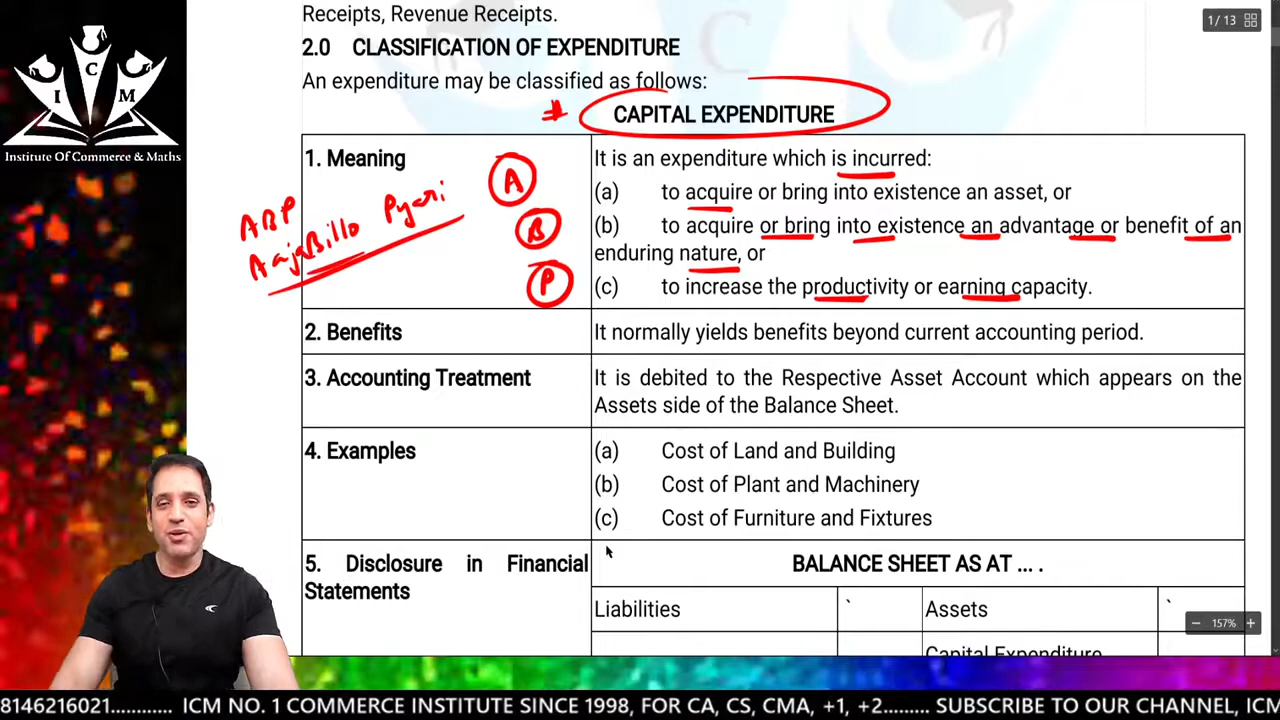 Receipts, Revenue Receipts.
1 / 13
2.0 CLASSIFICATION OF EXPENDITURE
An expenditure may be classified as follows:
CAPITAL EXPENDITURE
I C M
Institute Of Commerce & Maths
1. Meaning
It is an expenditure which is incurred:
(a) to acquire or bring into existence an asset, or
(b) to acquire or bring into existence an advantage or benefit of an
enduring nature, or
(c) to increase the productivity or earning capacity.
A
B
P
ABP
Aaja Billo Pyari
2. Benefits
It normally yields benefits beyond current accounting period.
3. Accounting Treatment
It is debited to the Respective Asset Account which appears on the
Assets side of the Balance Sheet.
4. Examples
(a) Cost of Land and Building
(b) Cost of Plant and Machinery
(c) Cost of Furniture and Fixtures
5. Disclosure in Financial
Statements
BALANCE SHEET AS AT ... .
Liabilities ` Assets `
Capital Expenditure
157%
8146216021........... ICM NO. 1 COMMERCE INSTITUTE SINCE 1998, FOR CA, CS, CMA, +1, +2....... SUBSCRIBE TO OUR CHANNEL, ICM